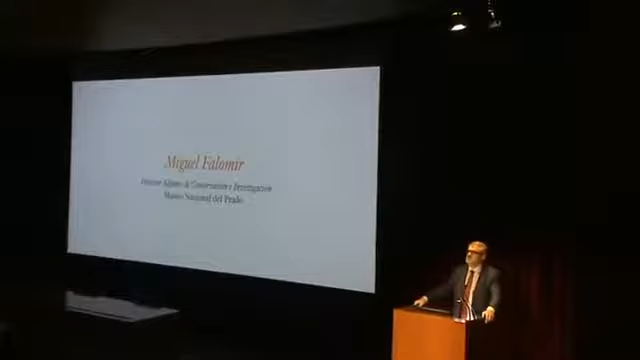 Miguel Falomir
Director Adjunto de Conservación e Investigación
Museo Nacional del Prado